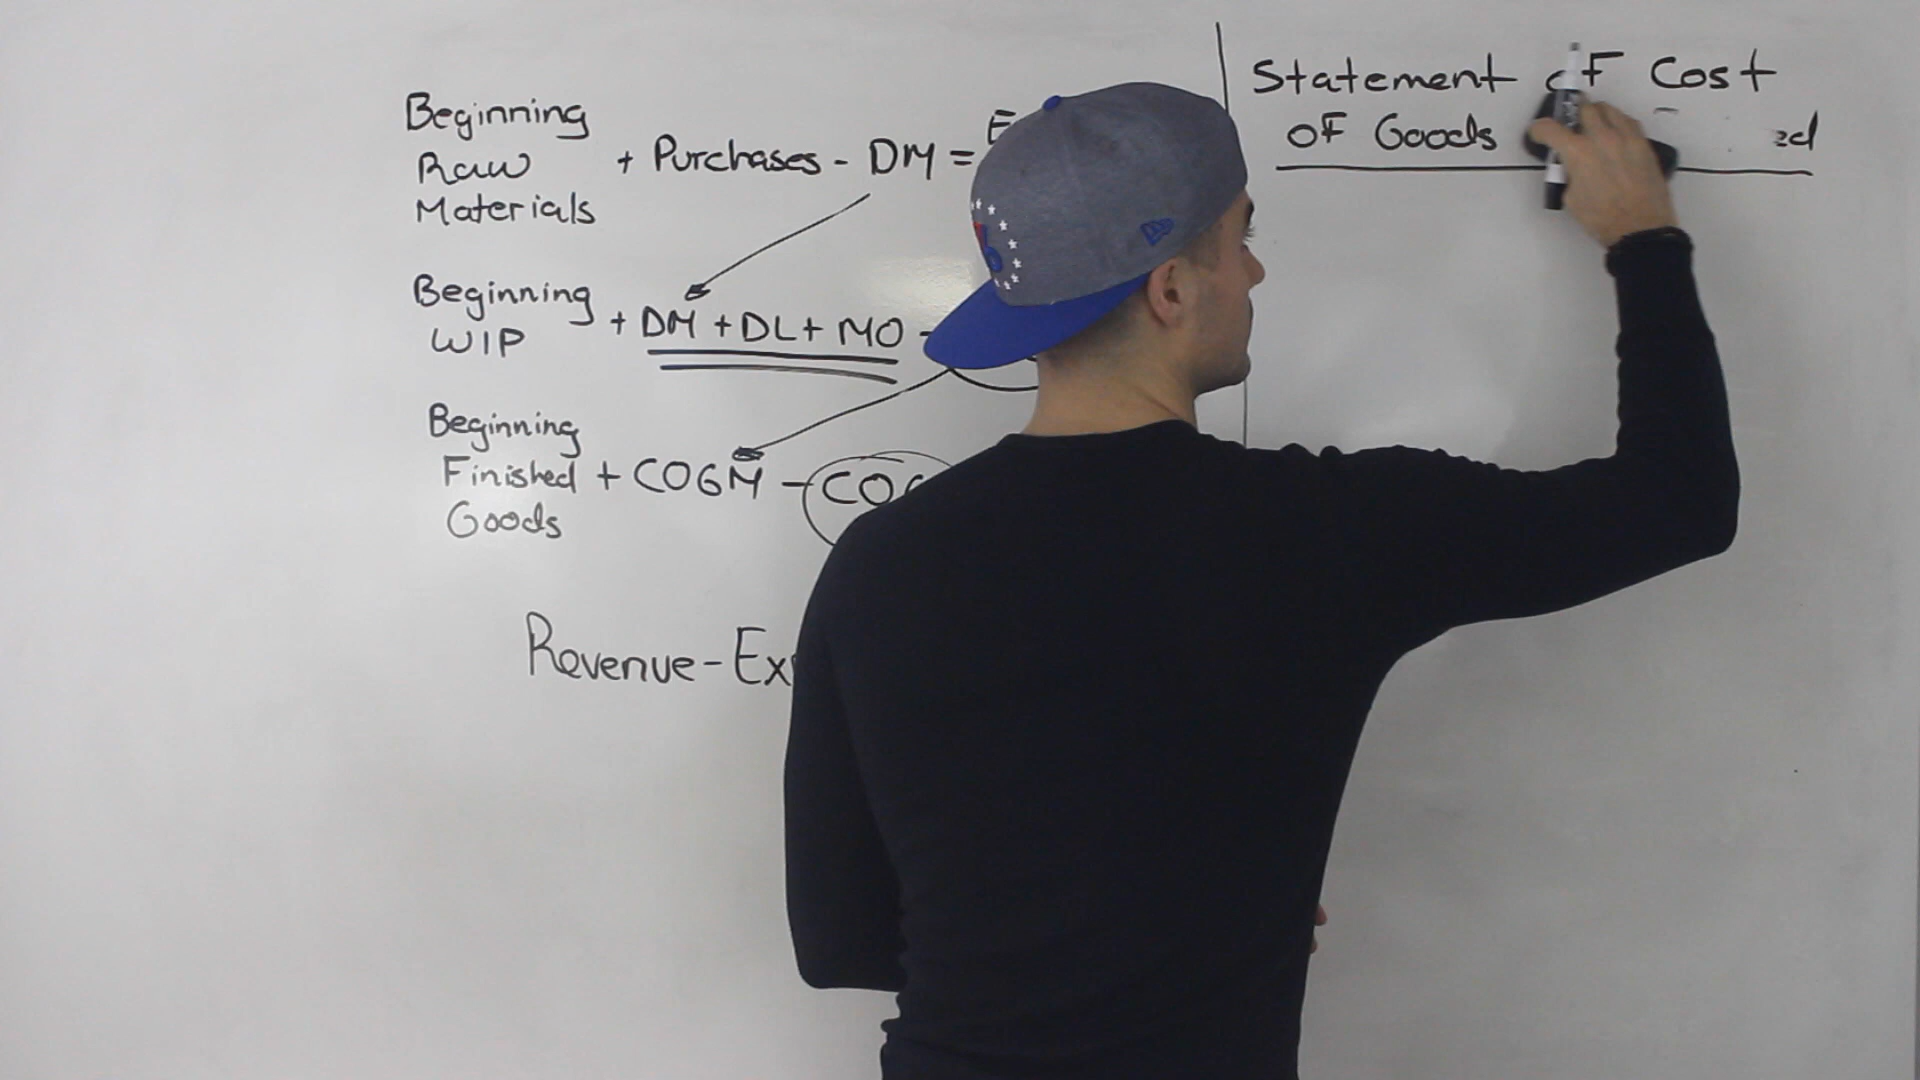 Beginning
Raw
Materials
+ Purchases - DM =
Beginning
WIP
+ DM + DL + MO -
Beginning
Finished
Goods
+ COGM -
Revenue -
Statement of Cost
OF Goods